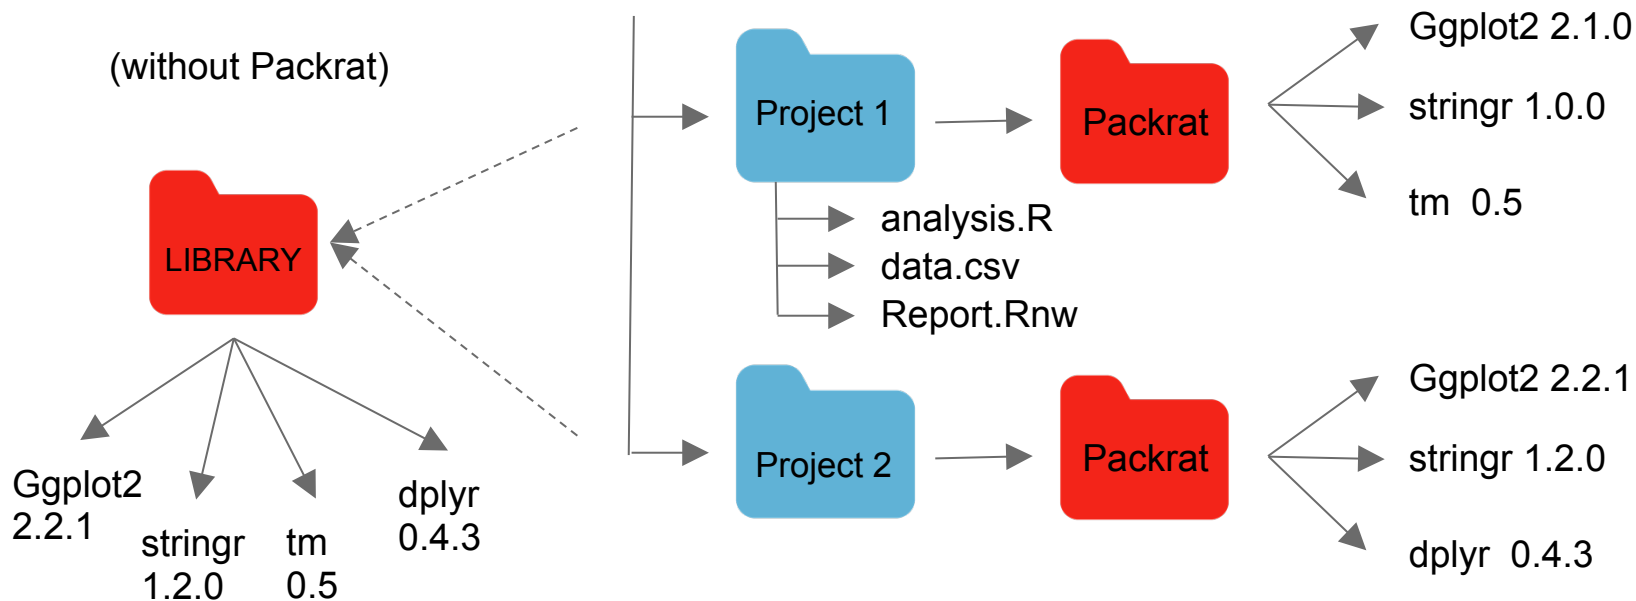 (without Packrat)
LIBRARY
Ggplot2
2.2.1
stringr
1.2.0
tm
0.5
dplyr
0.4.3
Project 1
Packrat
Ggplot2 2.1.0
stringr 1.0.0
tm 0.5
analysis.R
data.csv
Report.Rnw
Project 2
Packrat
Ggplot2 2.2.1
stringr 1.2.0
dplyr 0.4.3